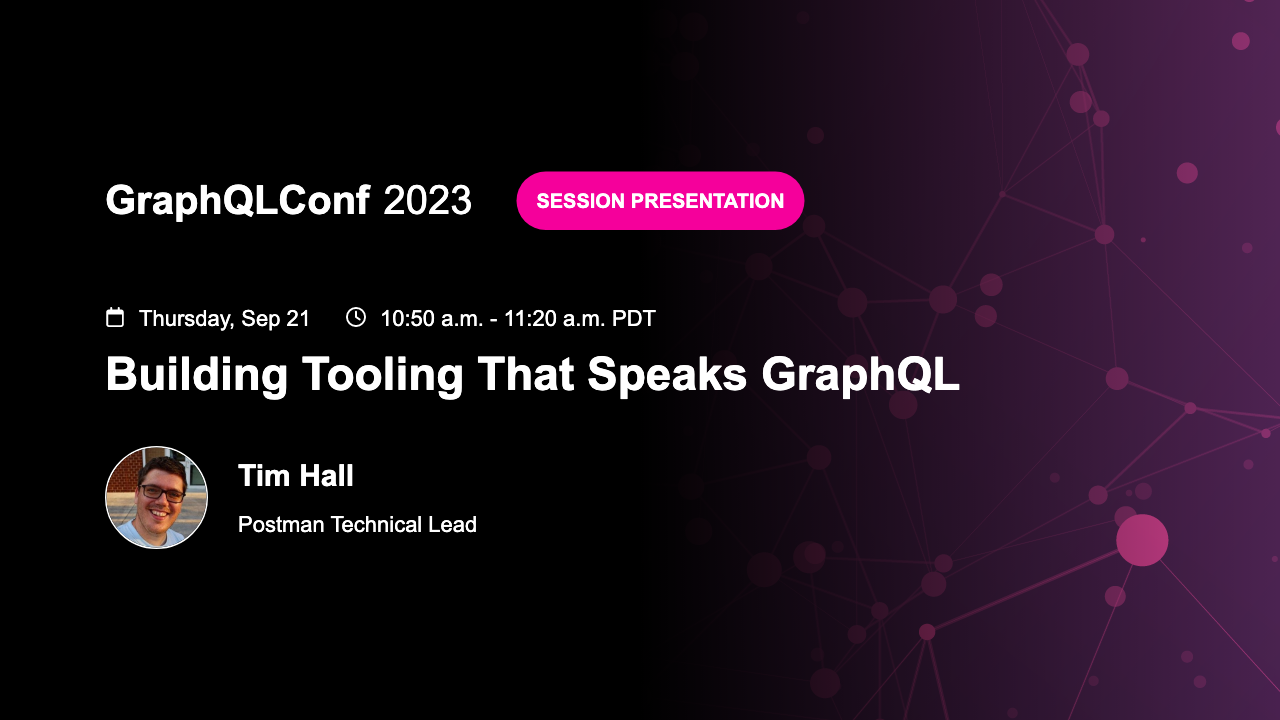 GraphQLConf 2023
SESSION PRESENTATION
Thursday, Sep 21
10:50 a.m. - 11:20 a.m. PDT
Building Tooling That Speaks GraphQL
Tim Hall
Postman Technical Lead